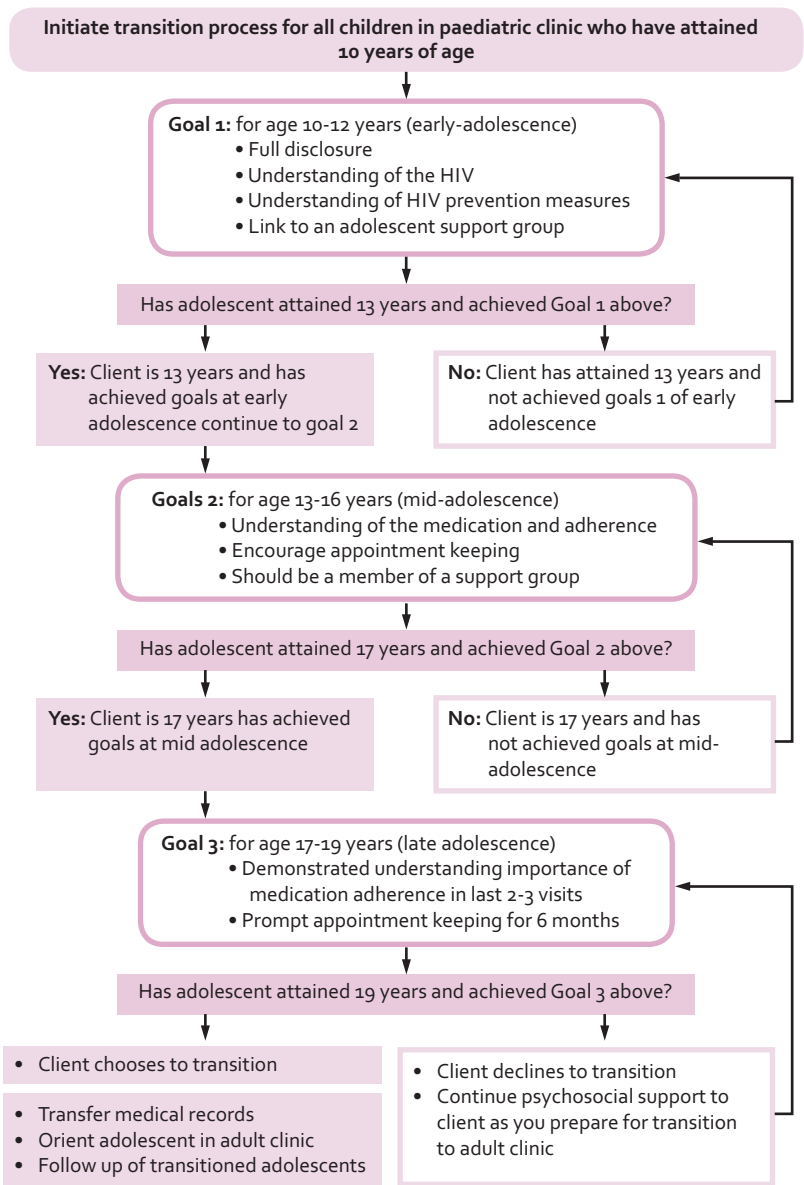 Initiate transition process for all children in paediatric clinic who have attained
10 years of age
Goal 1: for age 10-12 years (early-adolescence)
• Full disclosure
• Understanding of the HIV
• Understanding of HIV prevention measures
• Link to an adolescent support group
Has adolescent attained 13 years and achieved Goal 1 above?
Yes: Client is 13 years and has
achieved goals at early
adolescence continue to goal 2
No: Client has attained 13 years and
not achieved goals 1 of early
adolescence
Goals 2: for age 13-16 years (mid-adolescence)
• Understanding of the medication and adherence
• Encourage appointment keeping
• Should be a member of a support group
Has adolescent attained 17 years and achieved Goal 2 above?
Yes: Client is 17 years has achieved
goals at mid adolescence
No: Client is 17 years and has
not achieved goals at mid-
adolescence
Goal 3: for age 17-19 years (late adolescence)
• Demonstrated understanding importance of
medication adherence in last 2-3 visits
• Prompt appointment keeping for 6 months
Has adolescent attained 19 years and achieved Goal 3 above?
• Client chooses to transition
• Transfer medical records
• Orient adolescent in adult clinic
• Follow up of transitioned adolescents
• Client declines to transition
• Continue psychosocial support to
client as you prepare for transition
to adult clinic